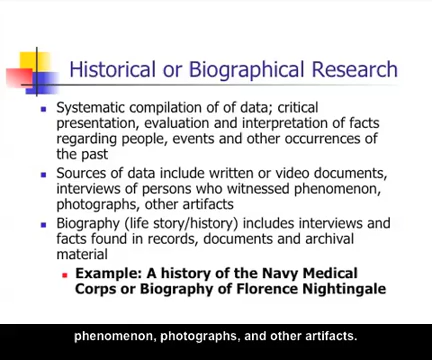 Historical or Biographical Research
Systematic compilation of of data; critical
presentation, evaluation and interpretation of facts
regarding people, events and other occurrences of
the past
Sources of data include written or video documents,
interviews of persons who witnessed phenomenon,
photographs, other artifacts
Biography (life story/history) includes interviews and
facts found in records, documents and archival
material
Example: A history of the Navy Medical
Corps or Biography of Florence Nightingale
phenomenon, photographs, and other artifacts.